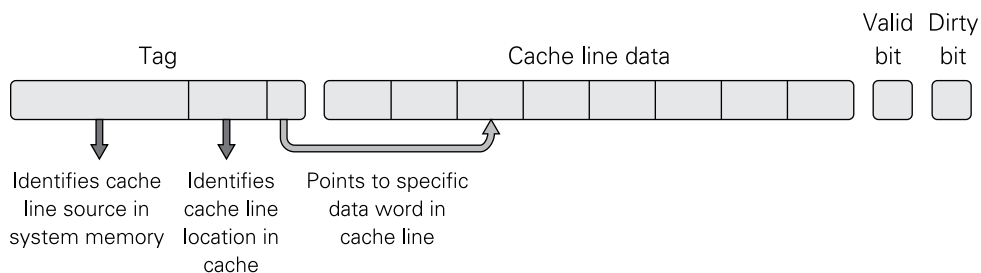 Tag
Cache line data
Valid
bit
Dirty
bit
Identifies cache
line source in
system memory
Identifies
cache line
location in
cache
Points to specific
data word in
cache line